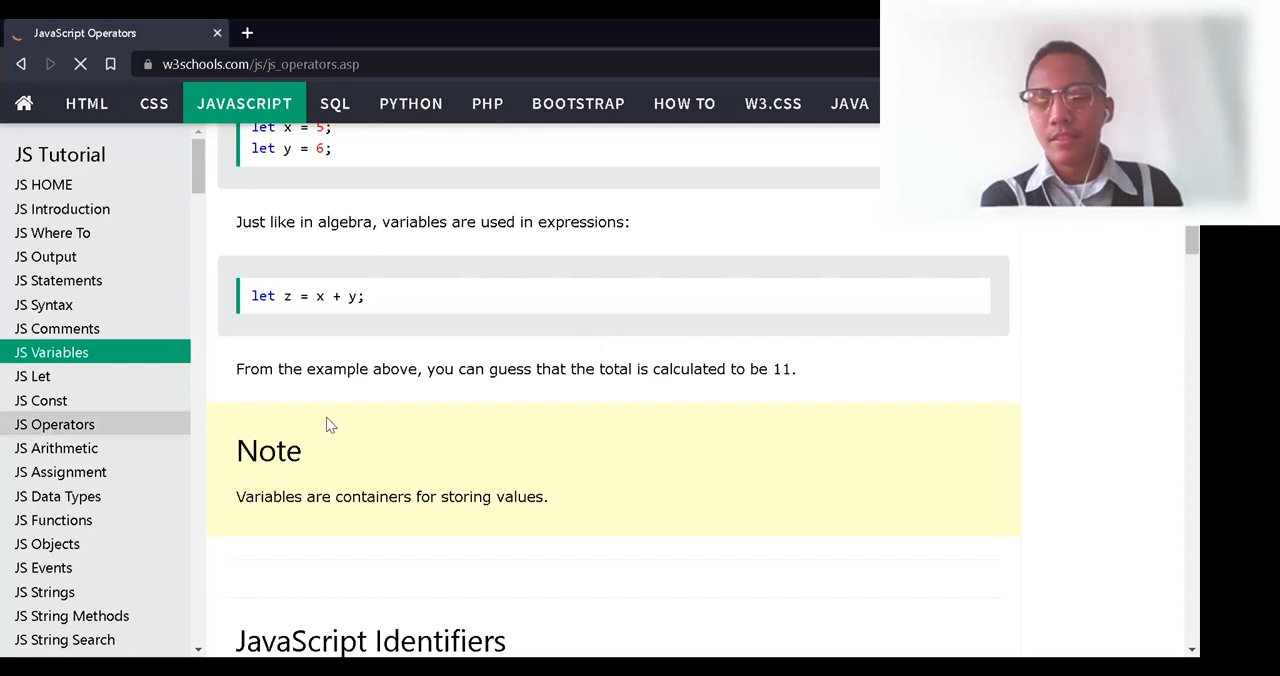 JavaScript Operators
w3schools.com/js/js_operators.asp
HTML CSS JAVASCRIPT SQL PYTHON PHP BOOTSTRAP HOW TO W3.CSS JAVA
JS Tutorial
JS HOME
JS Introduction
JS Where To
JS Output
JS Statements
JS Syntax
JS Comments
JS Variables
JS Let
JS Const
JS Operators
JS Arithmetic
JS Assignment
JS Data Types
JS Functions
JS Objects
JS Events
JS Strings
JS String Methods
JS String Search
let x = 5;
let y = 6;
Just like in algebra, variables are used in expressions:
let z = x + y;
From the example above, you can guess that the total is calculated to be 11.
Note
Variables are containers for storing values.
JavaScript Identifiers